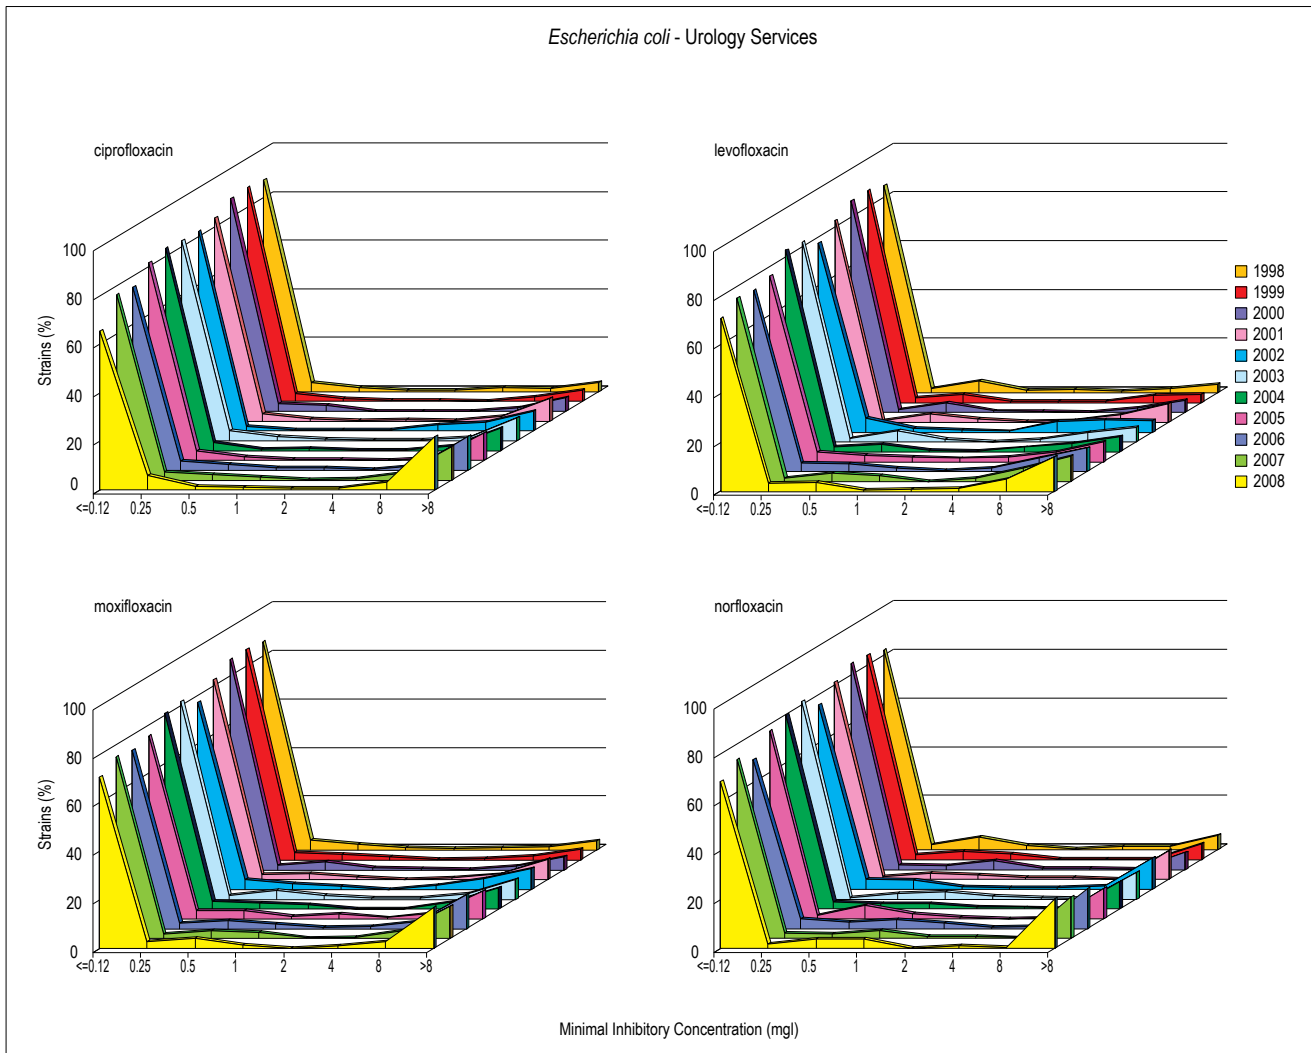 Escherichia coli - Urology Services
ciprofloxacin
100
80
60
40
20
0
Strains (%)
<=0.12 0.25 0.5 1 2 4 8 >8
levofloxacin
100
80
60
40
20
0
<=0.12 0.25 0.5 1 2 4 8 >8
1998
1999
2000
2001
2002
2003
2004
2005
2006
2007
2008
moxifloxacin
100
80
60
40
20
0
Strains (%)
<=0.12 0.25 0.5 1 2 4 8 >8
norfloxacin
100
80
60
40
20
0
<=0.12 0.25 0.5 1 2 4 8 >8
Minimal Inhibitory Concentration (mgl)